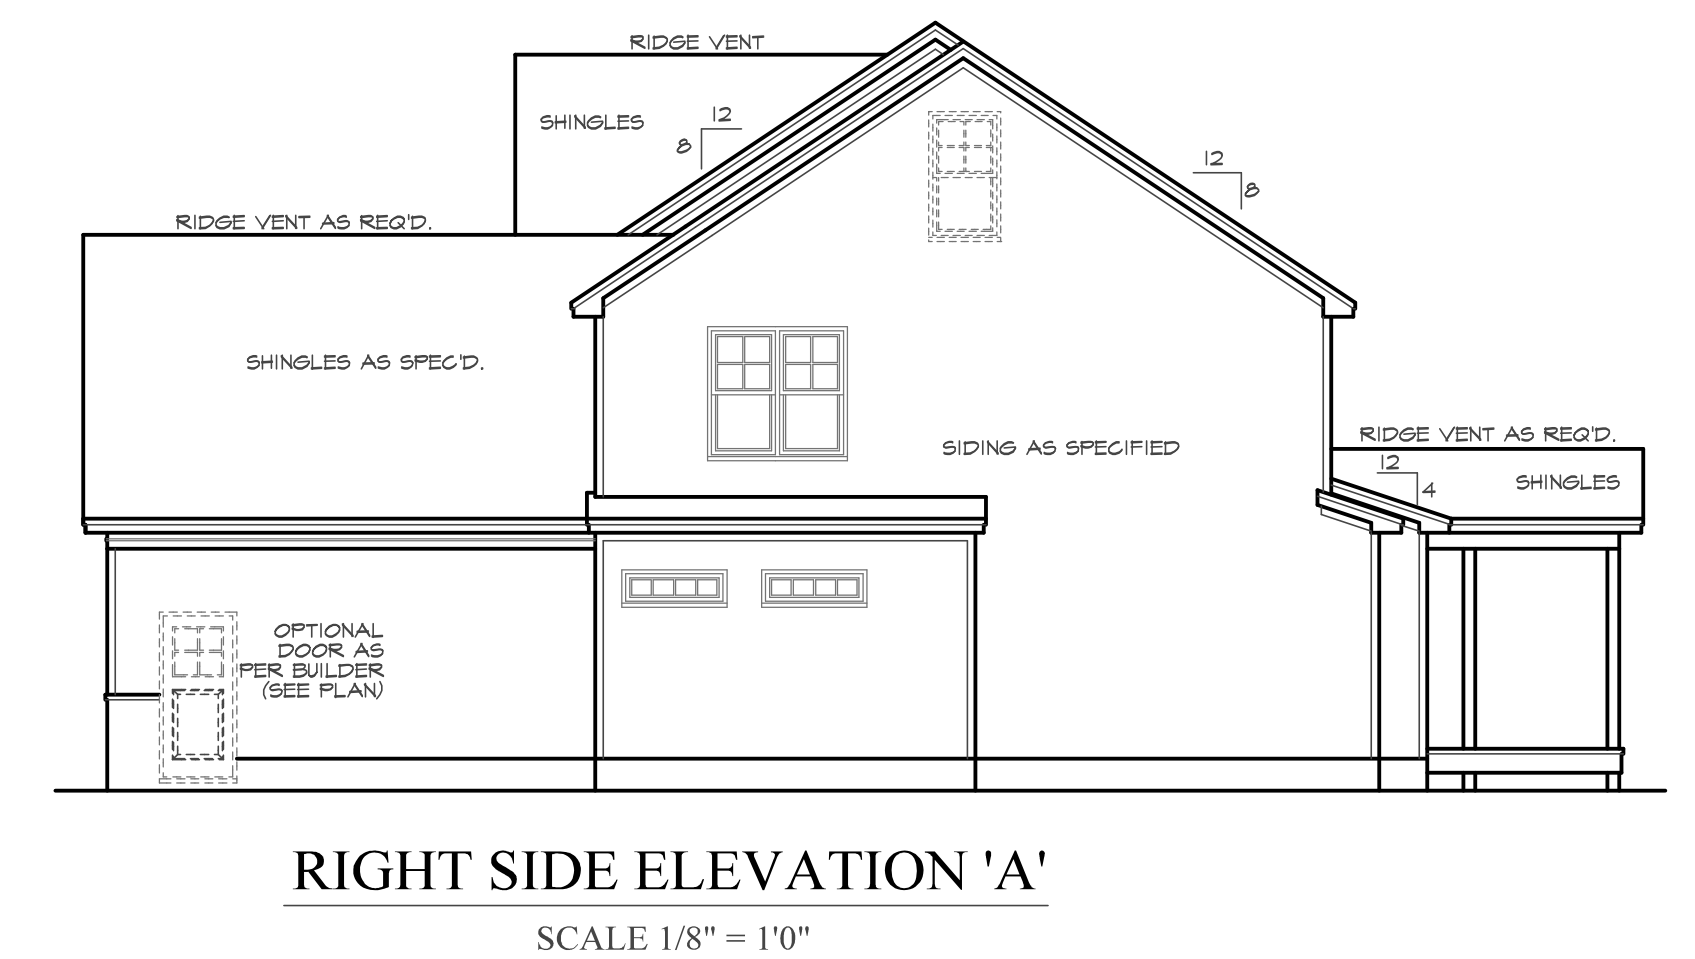 RIDGE VENT
SHINGLES
12
8
12
8
RIDGE VENT AS REQ'D.
SHINGLES AS SPEC'D.
SIDING AS SPECIFIED
RIDGE VENT AS REQ'D.
12
4
SHINGLES
OPTIONAL
DOOR AS
PER BUILDER
(SEE PLAN)
RIGHT SIDE ELEVATION 'A'
SCALE 1/8" = 1'0"